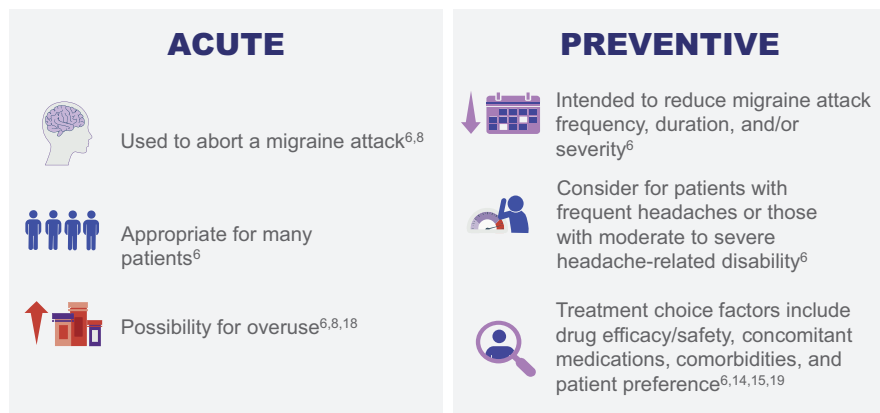 ACUTE
Used to abort a migraine attack6,8
Appropriate for many
patients6
Possibility for overuse6,8,18
PREVENTIVE
Intended to reduce migraine attack
frequency, duration, and/or
severity6
Consider for patients with
frequent headaches or those
with moderate to severe
headache-related disability6
Treatment choice factors include
drug efficacy/safety, concomitant
medications, comorbidities, and
patient preference6,14,15,19